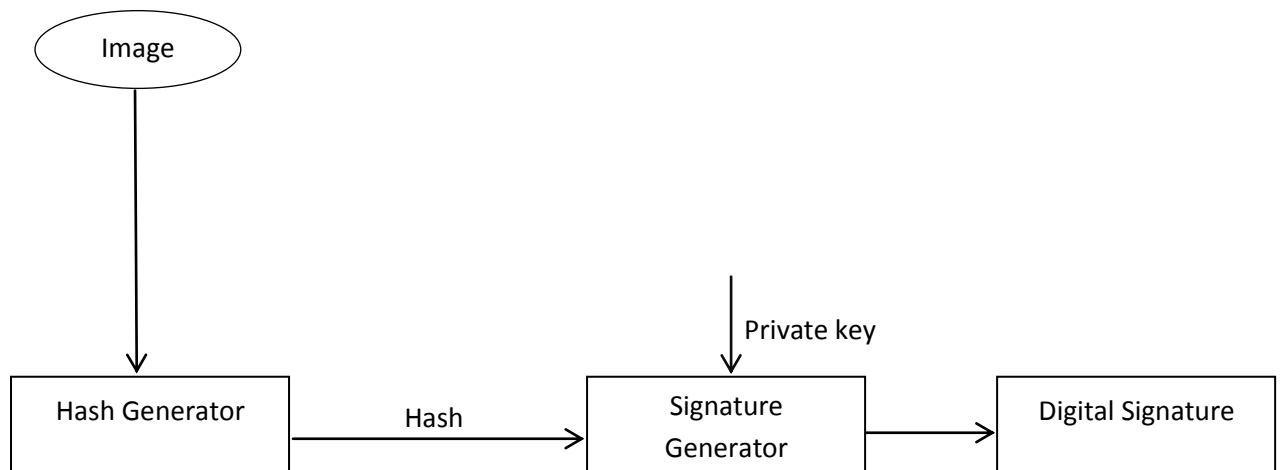 Image
Private key
Hash Generator
Hash
Signature
Generator
Digital Signature